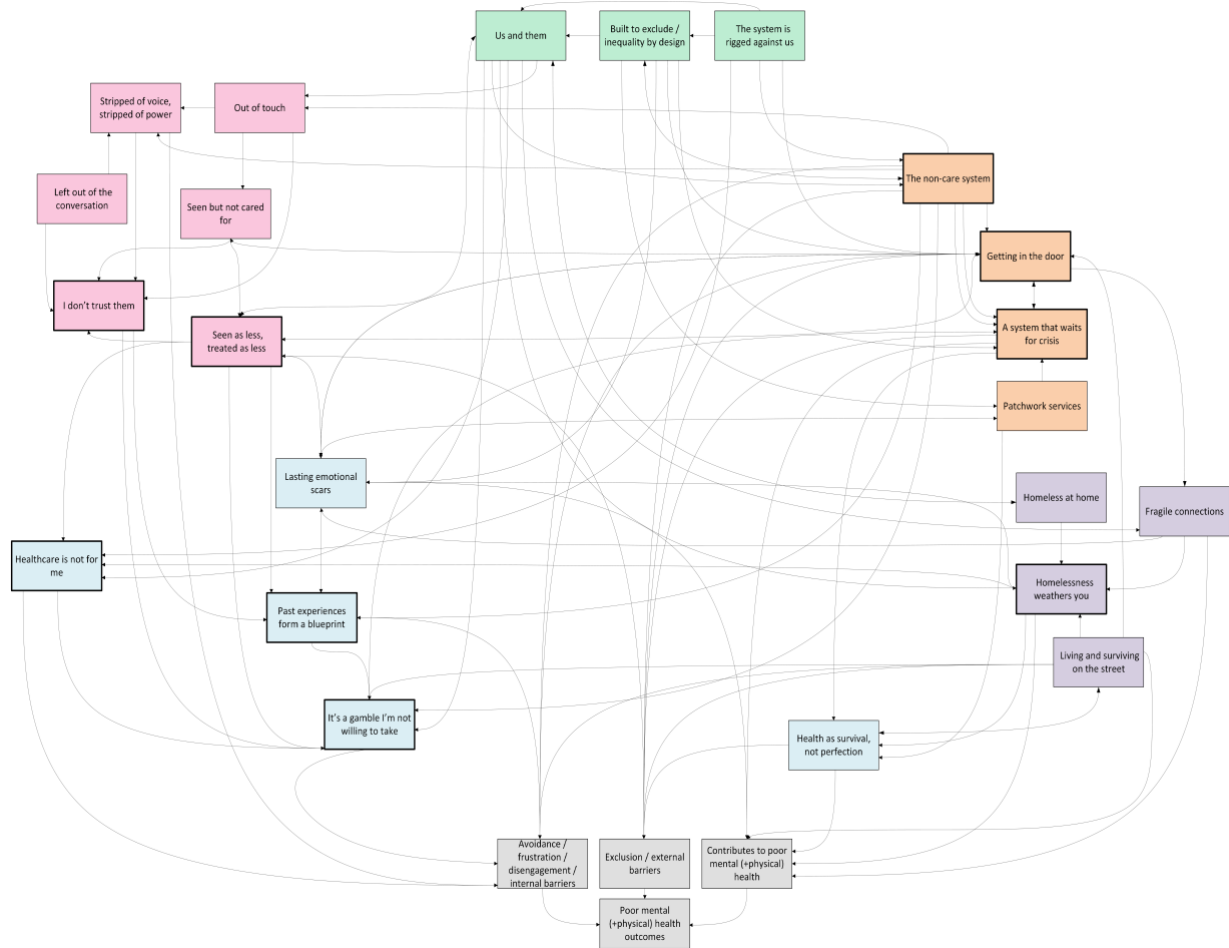 Us and them
Built to exclude /
inequality by design
The system is
rigged against us
Stripped of voice,
stripped of power
Out of touch
The non-care system
Left out of the
conversation
Seen but not cared
for
Getting in the door
I don't trust them
Seen as less,
treated as less
A system that waits
for crisis
Patchwork services
Lasting emotional
scars
Homeless at home
Fragile connections
Healthcare is not for
me
Homelessness
weathers you
Past experiences
form a blueprint
Living and surviving
on the street
It's a gamble I'm not
willing to take
Health as survival,
not perfection
Avoidance /
frustration /
disengagement /
internal barriers
Exclusion / external
barriers
Contributes to poor
mental (+physical)
health
Poor mental
(+physical) health
outcomes